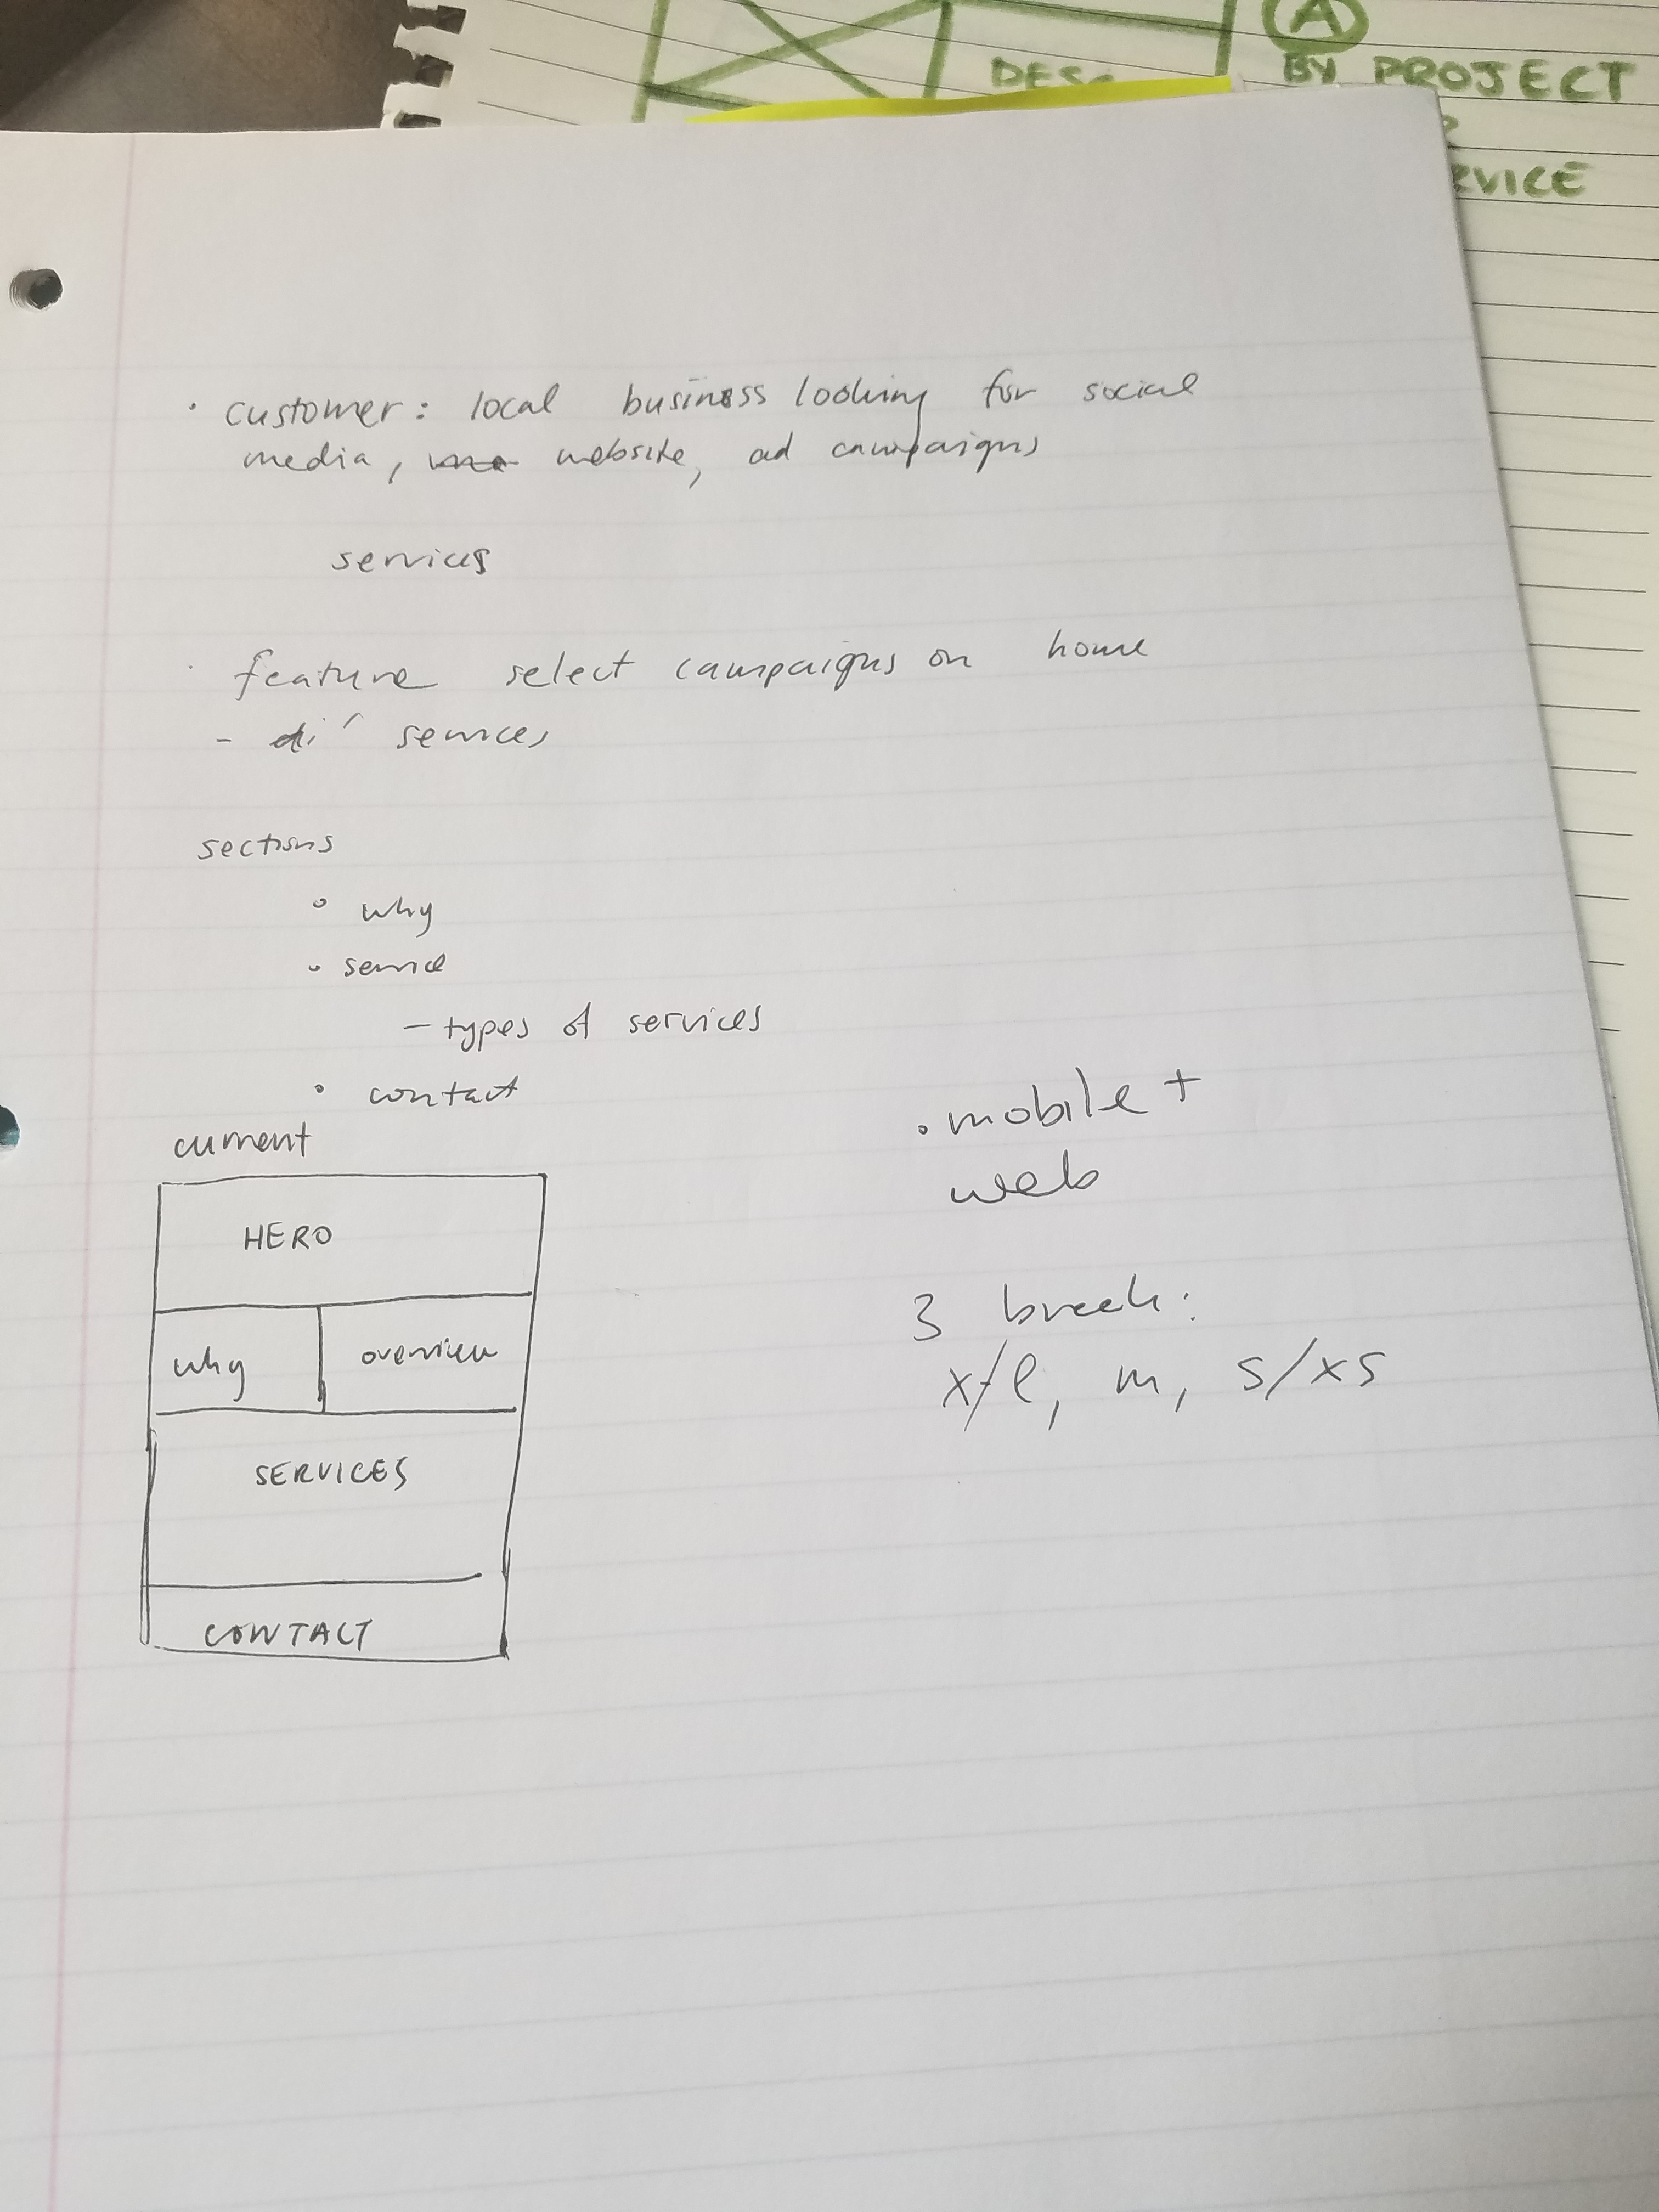 A
DESC
BY PROJECT
RVICE
· customer: local business looking for social
media, website, ad campaigns
services
· feature select campaigns on home
- services
sections
• why
• service
- types of services
• contact
current
HERO
why overview
SERVICES
CONTACT
• mobile +
web
3 break:
x/l, m, s/xs